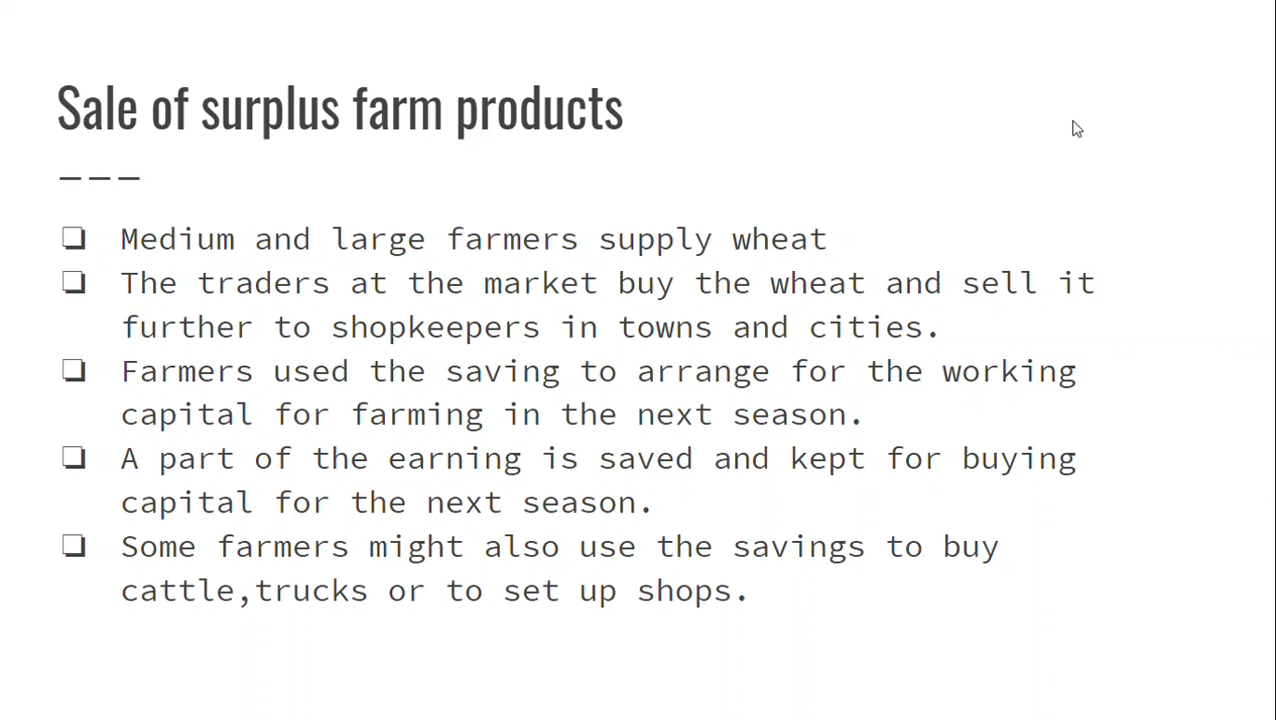 Sale of surplus farm products
❏ Medium and large farmers supply wheat
❏ The traders at the market buy the wheat and sell it
further to shopkeepers in towns and cities.
❏ Farmers used the saving to arrange for the working
capital for farming in the next season.
❏ A part of the earning is saved and kept for buying
capital for the next season.
❏ Some farmers might also use the savings to buy
cattle,trucks or to set up shops.